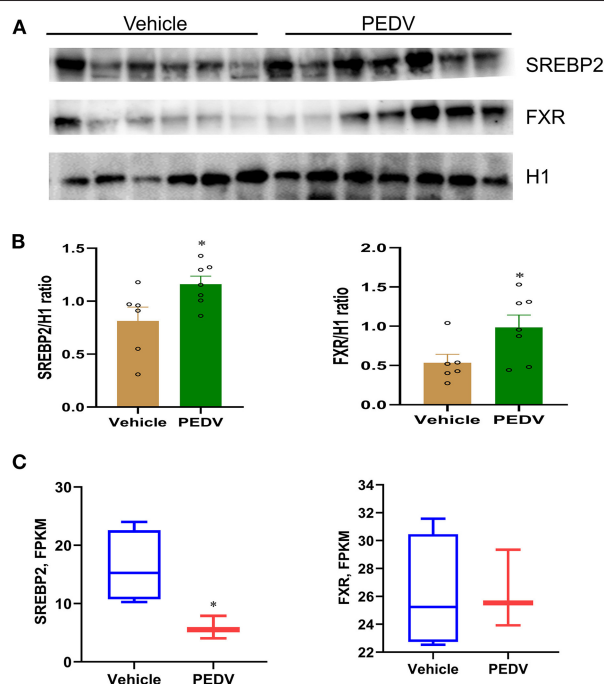 A
Vehicle PEDV
SREBP2
FXR
H1
B
SREBP2/H1 ratio
1.5
1.0
0.5
0.0
*
Vehicle PEDV
FXR/H1 ratio
2.0
1.5
1.0
0.5
0.0
*
Vehicle PEDV
C
SREBP2, FPKM
30
20
10
0
*
Vehicle PEDV
FXR, FPKM
34
32
30
28
26
24
22
Vehicle PEDV